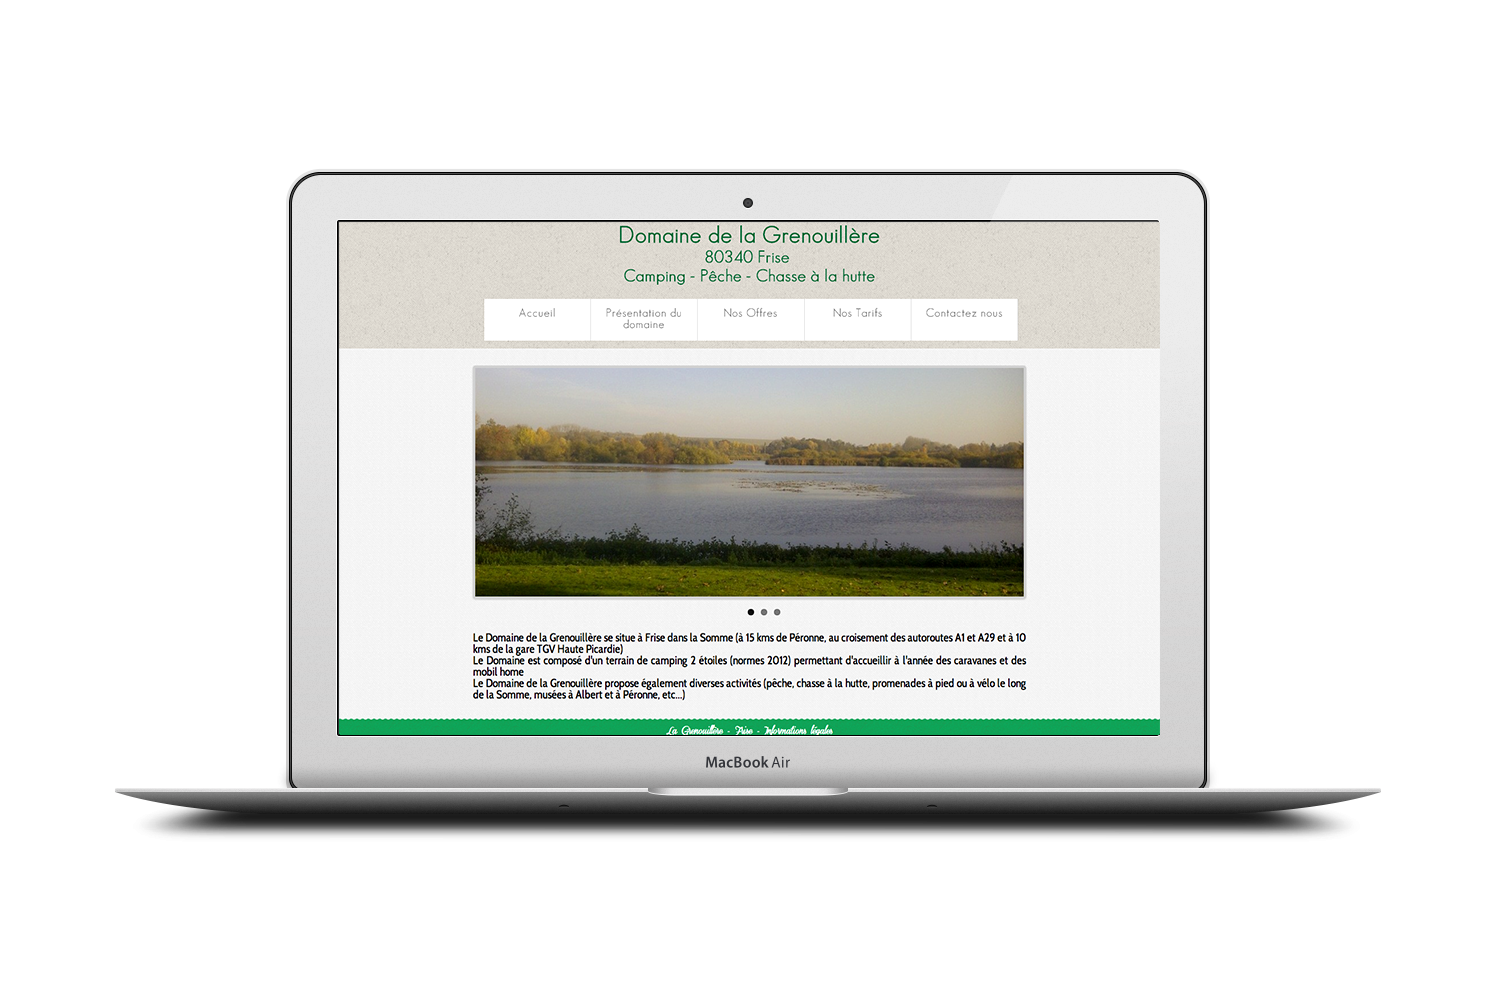 Domaine de la Grenouillère
80340 Frise
Camping - Pêche - Chasse à la hutte
Accueil
Présentation du
domaine
Nos Offres
Nos Tarifs
Contactez nous
Le Domaine de la Grenouillère se situe à Frise dans la Somme (à 15 kms de Péronne, au croisement des autoroutes A1 et A29 et à 10
kms de la gare TGV Haute Picardie)
Le Domaine est composé d'un terrain de camping 2 étoiles (normes 2012) permettant d'accueillir à l'année des caravanes et des
mobil home
Le Domaine de la Grenouillère propose également diverses activités (pêche, chasse à la hutte, promenades à pied ou à vélo le long
de la Somme, musées à Albert et à Péronne, etc...)
La Grenouillère - Frise - Informations légales
MacBook Air